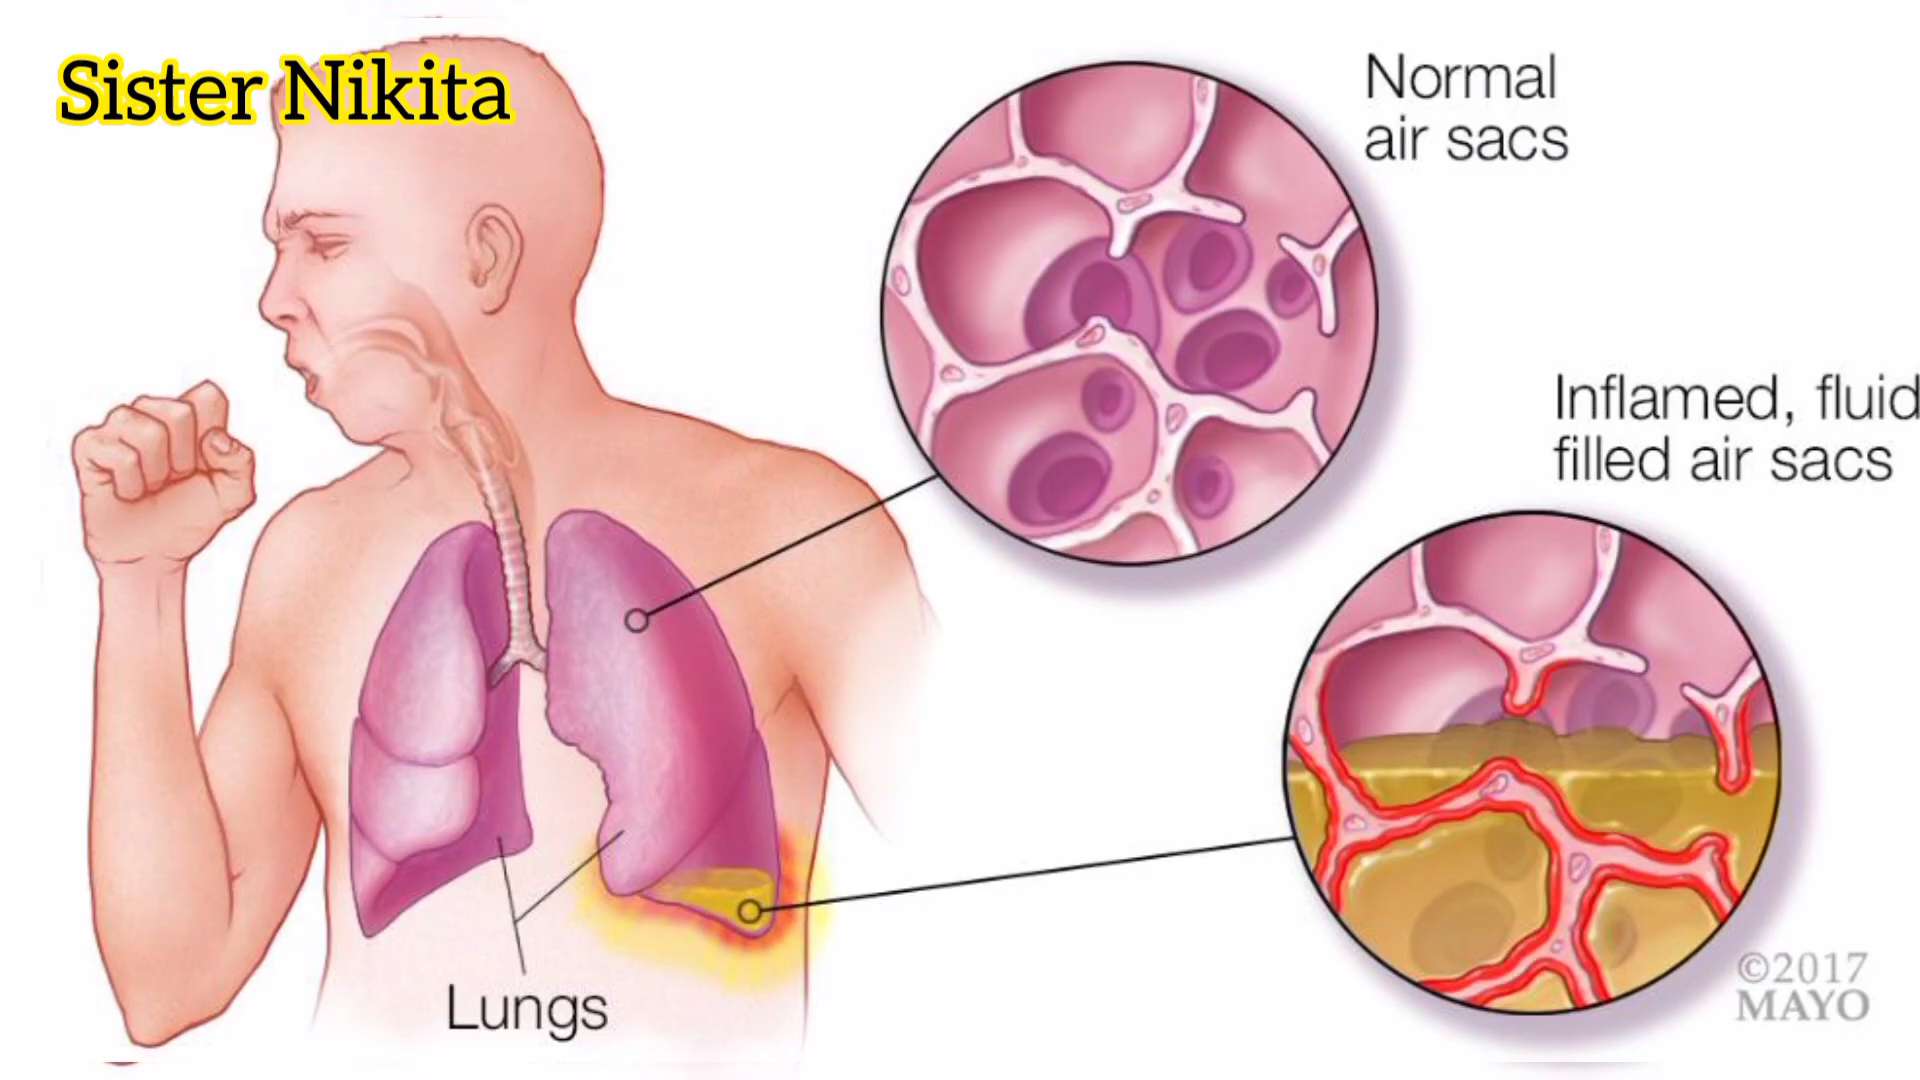 Sister Nikita
Normal
air sacs
Inflamed, fluid
filled air sacs
Lungs
©2017
MAYO